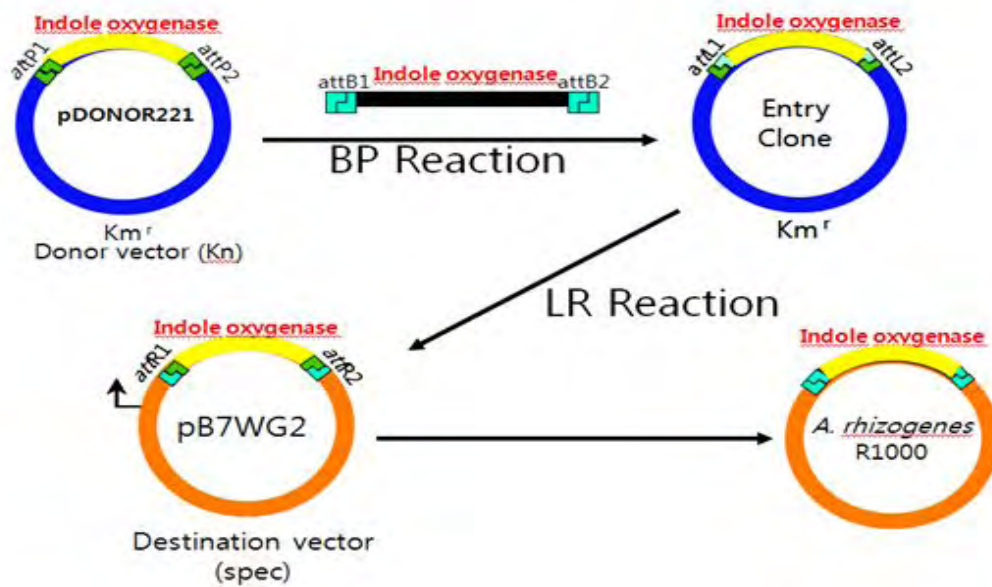 Indole oxygenase
attP1
attP2
pDONOR221
Km r
Donor vector (Kn)
attB1
Indole oxygenase
attB2
BP Reaction
Indole oxygenase
attL1
attL2
Entry
Clone
Km r
LR Reaction
Indole oxygenase
attR1
attR2
pB7WG2
Destination vector
(spec)
Indole oxygenase
A. rhizogenes
R1000